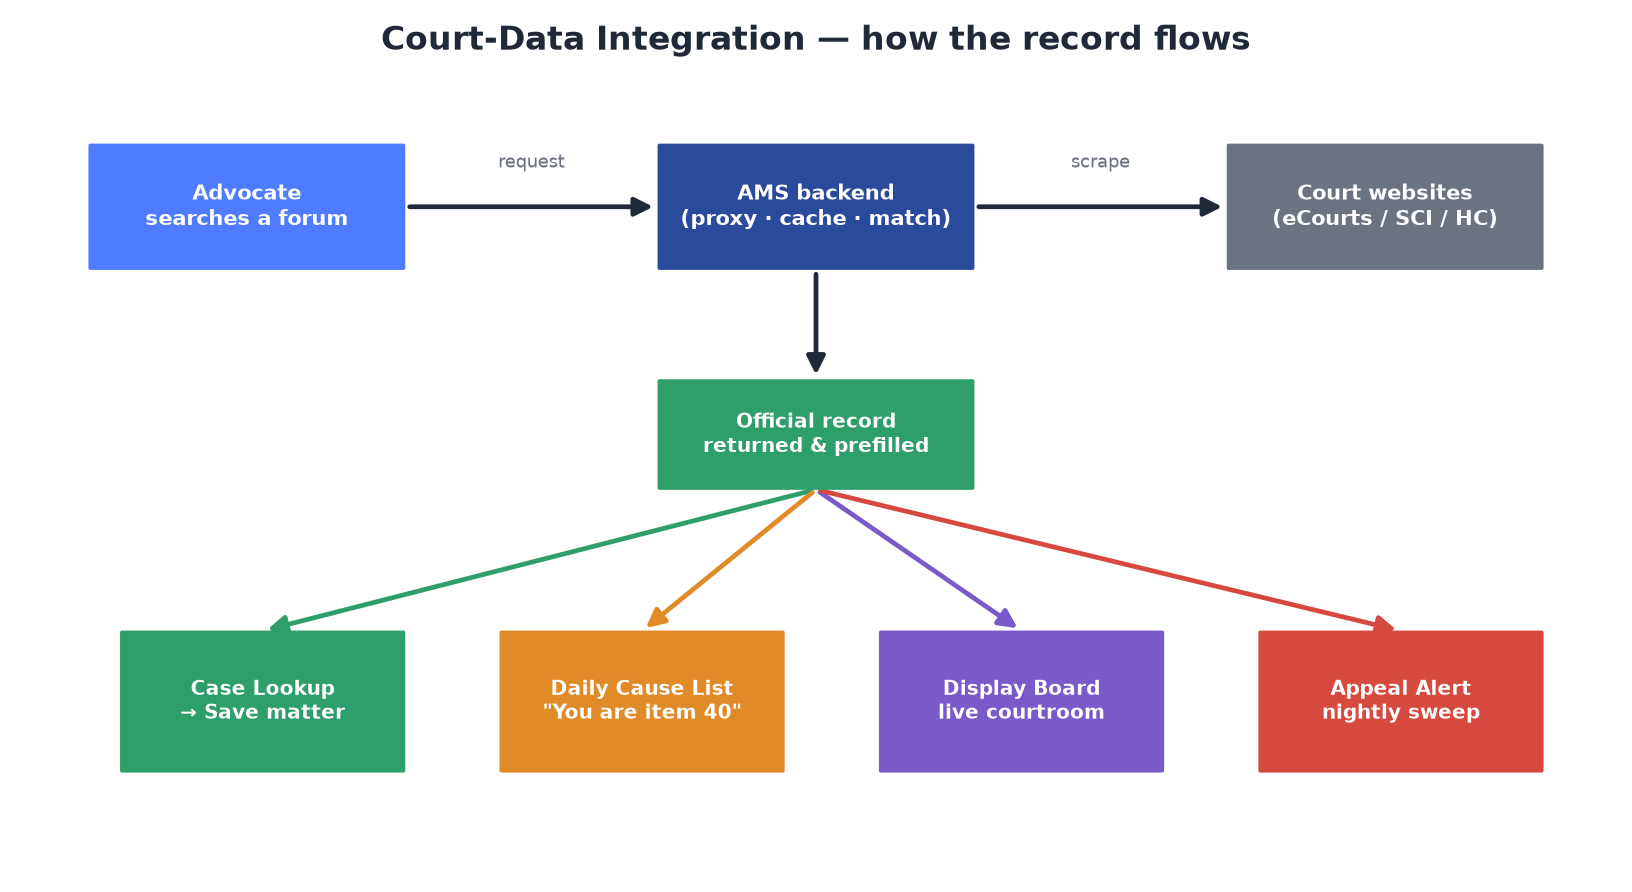 Court-Data Integration — how the record flows
Advocate
searches a forum
request
AMS backend
(proxy · cache · match)
scrape
Court websites
(eCourts / SCI / HC)
Official record
returned & prefilled
Case Lookup
→ Save matter
Daily Cause List
"You are item 40"
Display Board
live courtroom
Appeal Alert
nightly sweep